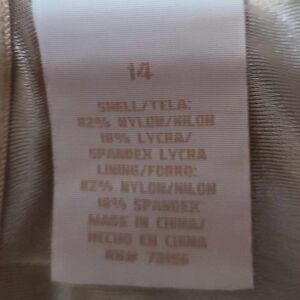 14
SHELL/TELA:
82% NYLON/NILON
18% LYCRA/
SPANDEX LYCRA
LINING/FORRO:
82% NYLON/NILON
18% SPANDEX
MADE IN CHINA/
HECHO EN CHINA
RN#